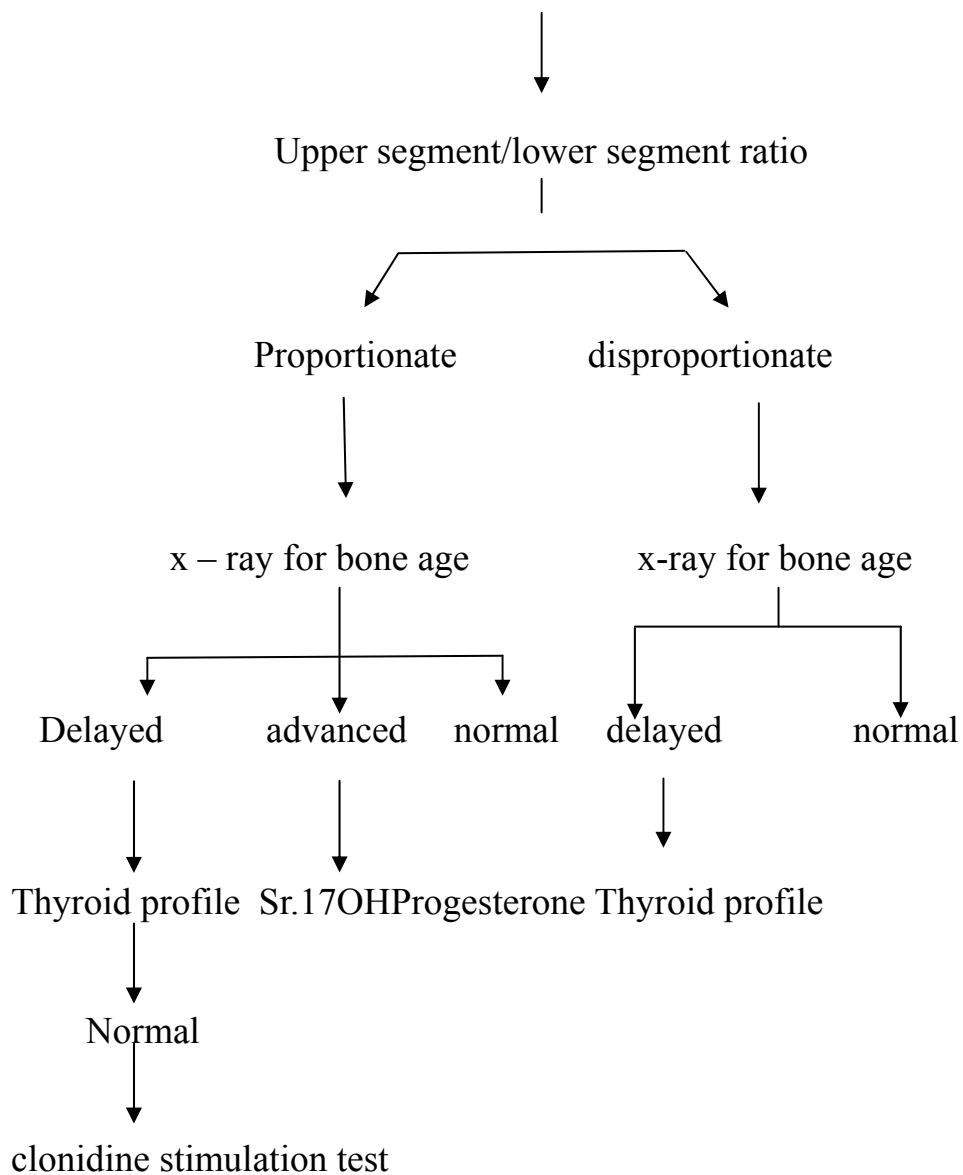 Upper segment/lower segment ratio
Proportionate disproportionate
x – ray for bone age x-ray for bone age
Delayed advanced normal delayed normal
Thyroid profile Sr.17OHProgesterone Thyroid profile
Normal
clonidine stimulation test